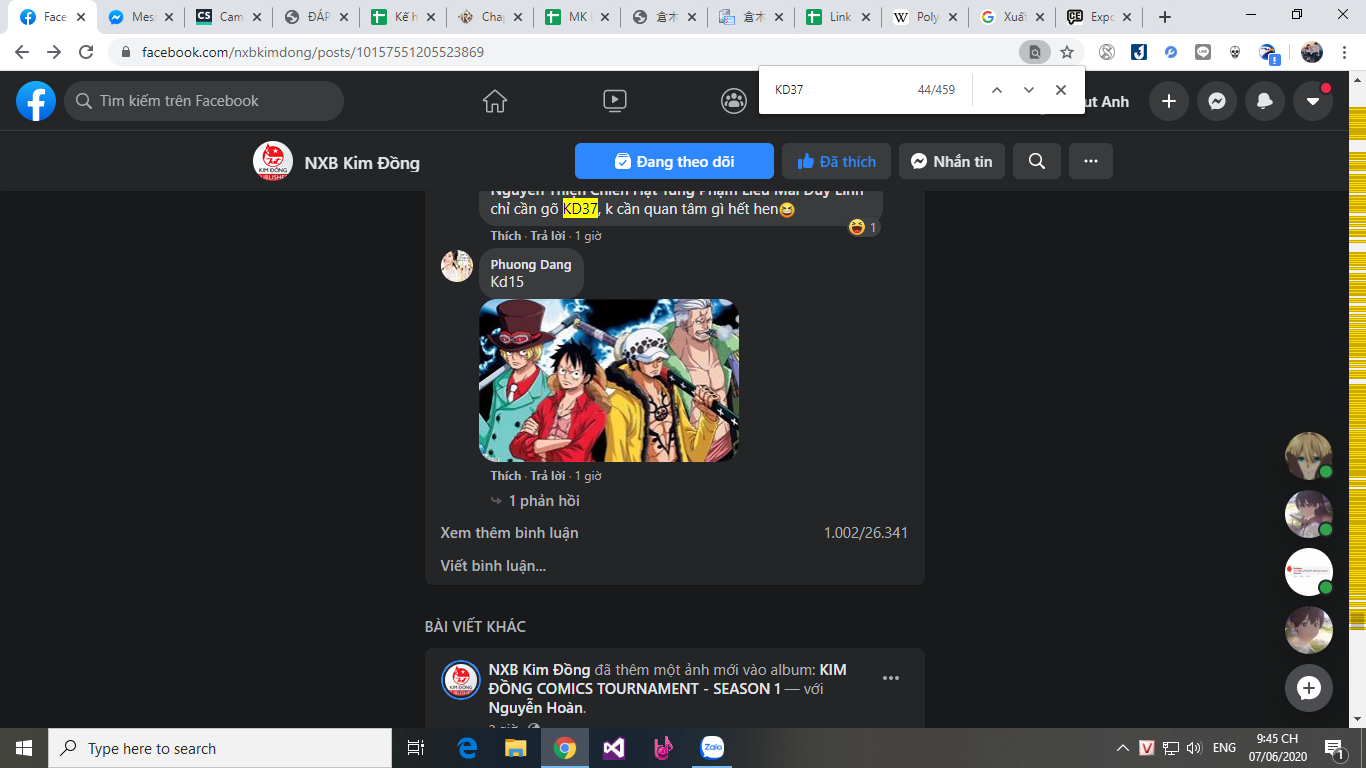 Face
Mess
CS Cam
ĐÁP
Kế h
Chap
MK
倉木
倉木
Link
W Poly
Xuất
Expo
facebook.com/nxbkimdong/posts/10157551205523869
KD37
44/459
Tìm kiếm trên Facebook
ut Anh
NXB Kim Đồng
Đang theo dõi
Đã thích
Nhắn tin
Nguyễn Thiện Chiến Hạt Tùng Phạm Liễu Mai Duy Linh
chỉ cần gõ KD37, k cần quan tâm gì hết hen😆
1
Thích · Trả lời · 1 giờ
Phuong Dang
Kd15
Thích · Trả lời · 1 giờ
1 phản hồi
Xem thêm bình luận
1.002/26.341
Viết bình luận...
BÀI VIẾT KHÁC
NXB Kim Đồng đã thêm một ảnh mới vào album: KIM
ĐỒNG COMICS TOURNAMENT - SEASON 1 — với
Nguyễn Hoàn.
Type here to search
Zalo
V
ENG
9:45 CH
07/06/2020
1